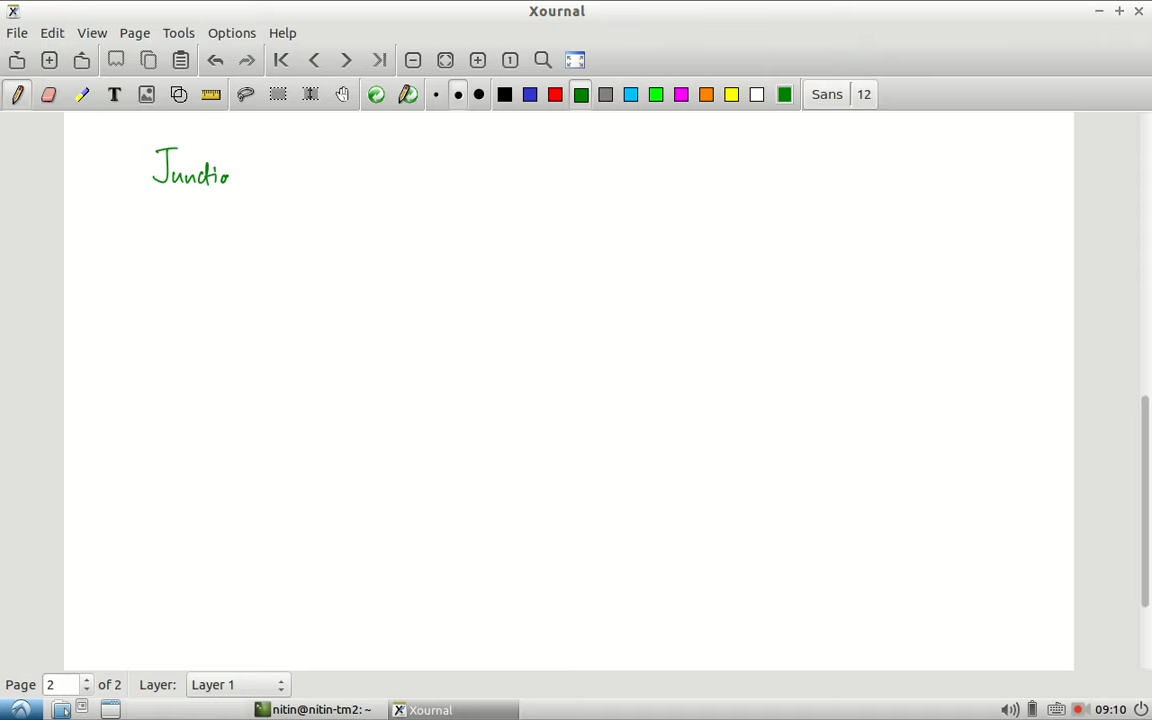 Xournal
File Edit View Page Tools Options Help
T Sans 12
Junctio
Page 2 of 2 Layer: Layer 1
nitin@nitin-tm2: ~ Xournal 09:10